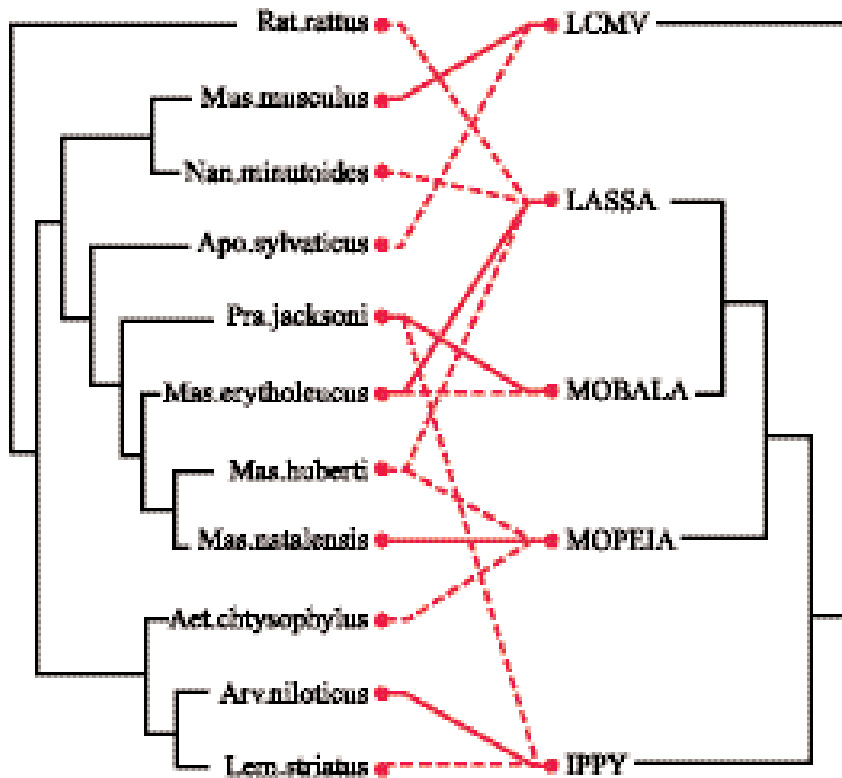 Rat.rattus
Mus.musculus
Nan.minutoides
Apo.sylvaticus
Pra.jacksoni
Mas.erytholeucus
Mas.huberti
Mas.natalensis
Aet.chtysophylus
Arv.niloticus
Lem.striatus
LCMV
LASSA
MOBALA
MOPEIA
IPPY